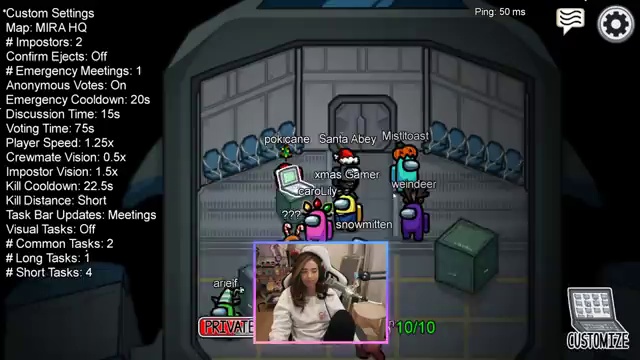 *Custom Settings
Map: MIRA HQ
# Impostors: 2
Confirm Ejects: Off
# Emergency Meetings: 1
Anonymous Votes: On
Emergency Cooldown: 20s
Discussion Time: 15s
Voting Time: 75s
Player Speed: 1.25x
Crewmate Vision: 0.5x
Impostor Vision: 1.5x
Kill Cooldown: 22.5s
Kill Distance: Short
Task Bar Updates: Meetings
Visual Tasks: Off
# Common Tasks: 2
# Long Tasks: 1
# Short Tasks: 4
Ping: 50 ms
pokicane
Santa Abey
Mistitoast
xmas Gamer
caroLily
weindeer
???
snowmitten
arieif
PRIVATE
10/10
CUSTOMIZE